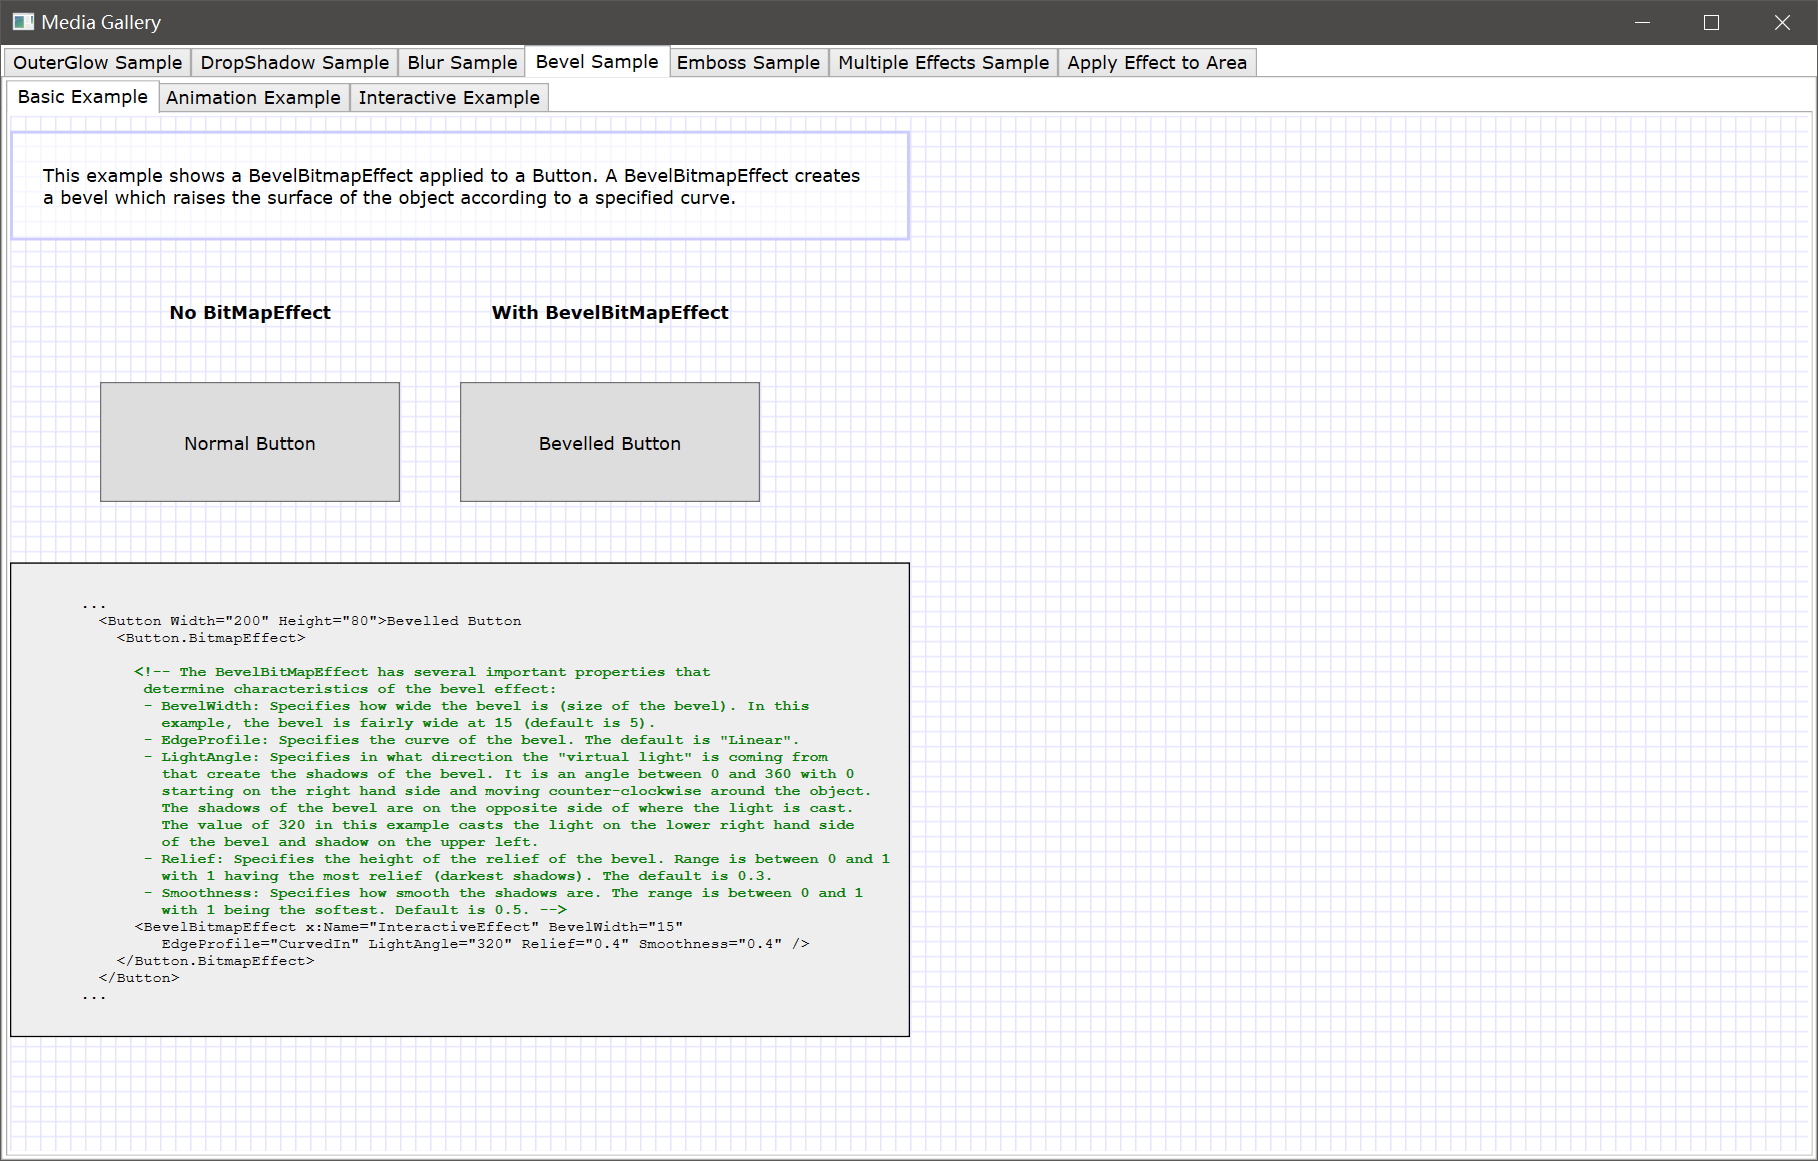 Media Gallery
OuterGlow Sample DropShadow Sample Blur Sample Bevel Sample Emboss Sample Multiple Effects Sample Apply Effect to Area
Basic Example Animation Example Interactive Example
This example shows a BevelBitmapEffect applied to a Button. A BevelBitmapEffect creates
a bevel which raises the surface of the object according to a specified curve.
No BitMapEffect With BevelBitMapEffect
Normal Button Bevelled Button
...
<Button Width="200" Height="80">Bevelled Button
<Button.BitmapEffect>
<!-- The BevelBitMapEffect has several important properties that
determine characteristics of the bevel effect:
- BevelWidth: Specifies how wide the bevel is (size of the bevel). In this
example, the bevel is fairly wide at 15 (default is 5).
- EdgeProfile: Specifies the curve of the bevel. The default is "Linear".
- LightAngle: Specifies in what direction the "virtual light" is coming from
that create the shadows of the bevel. It is an angle between 0 and 360 with 0
starting on the right hand side and moving counter-clockwise around the object.
The shadows of the bevel are on the opposite side of where the light is cast.
The value of 320 in this example casts the light on the lower right hand side
of the bevel and shadow on the upper left.
- Relief: Specifies the height of the relief of the bevel. Range is between 0 and 1
with 1 having the most relief (darkest shadows). The default is 0.3.
- Smoothness: Specifies how smooth the shadows are. The range is between 0 and 1
with 1 being the softest. Default is 0.5. -->
<BevelBitmapEffect x:Name="InteractiveEffect" BevelWidth="15"
EdgeProfile="CurvedIn" LightAngle="320" Relief="0.4" Smoothness="0.4" />
</Button.BitmapEffect>
</Button>
...